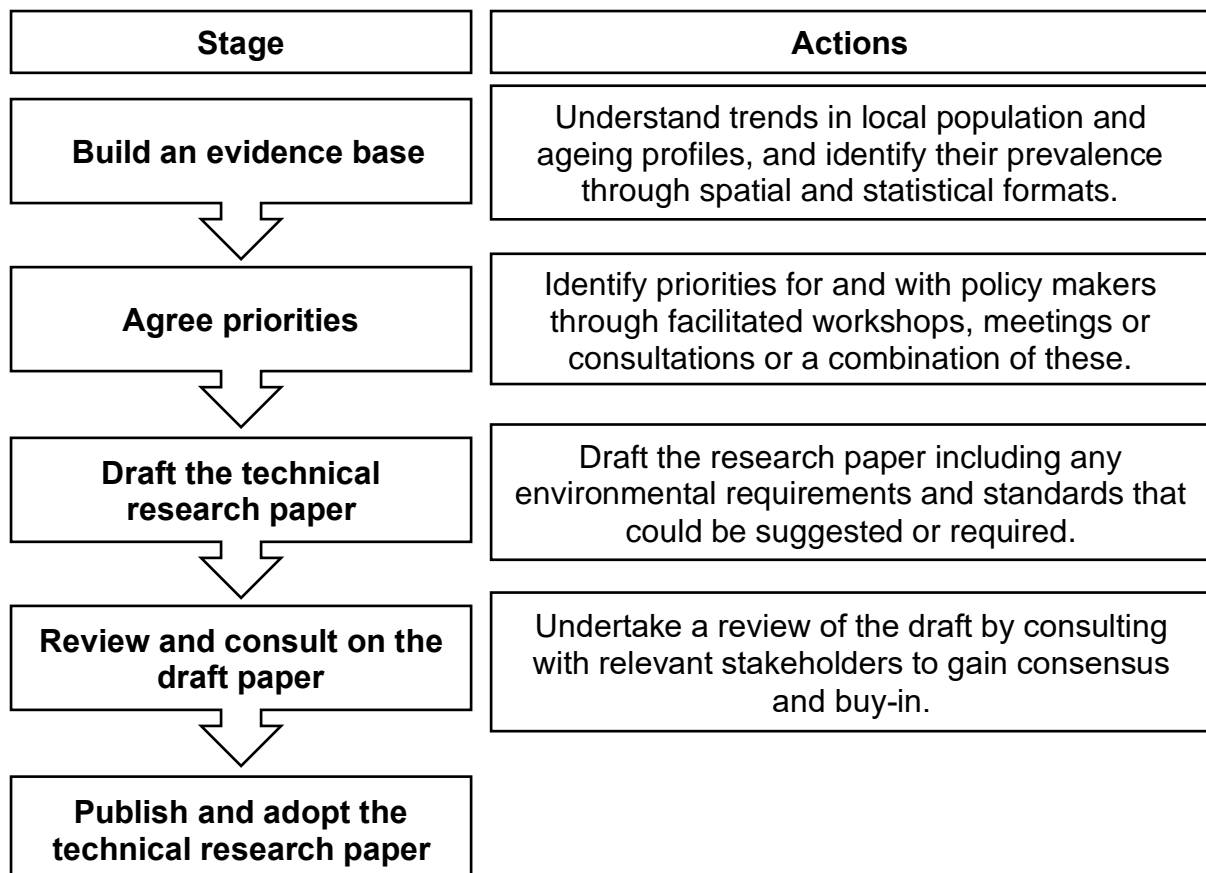 Stage
Actions
Build an evidence base
Understand trends in local population and
ageing profiles, and identify their prevalence
through spatial and statistical formats.
Agree priorities
Identify priorities for and with policy makers
through facilitated workshops, meetings or
consultations or a combination of these.
Draft the technical
research paper
Draft the research paper including any
environmental requirements and standards that
could be suggested or required.
Review and consult on the
draft paper
Undertake a review of the draft by consulting
with relevant stakeholders to gain consensus
and buy-in.
Publish and adopt the
technical research paper